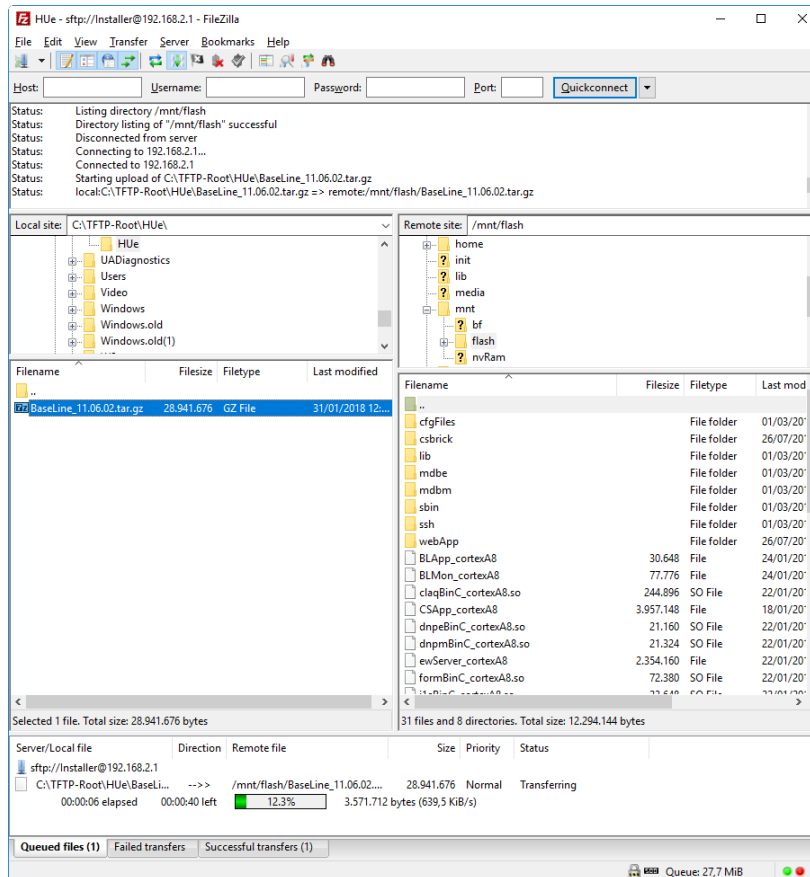 HUe - sftp://Installer@192.168.2.1 - FileZilla
File Edit View Transfer Server Bookmarks Help
Host: Username: Password: Port: Quickconnect
Status: Listing directory /mnt/flash
Status: Directory listing of "/mnt/flash" successful
Status: Disconnected from server
Status: Connecting to 192.168.2.1...
Status: Connected to 192.168.2.1
Status: Starting upload of C:\TFTP-Root\HUe\BaseLine_11.06.02.tar.gz
Status: local:C:\TFTP-Root\HUe\BaseLine_11.06.02.tar.gz => remote:/mnt/flash/BaseLine_11.06.02.tar.gz
Local site: C:\TFTP-Root\HUe\
HUe
UADiagnostics
Users
Video
Windows
Windows.old
Windows.old(1)
Filename Filesize Filetype Last modified
..
BaseLine_11.06.02.tar.gz 28.941.676 GZ File 31/01/2018 12:...
Selected 1 file. Total size: 28.941.676 bytes
Remote site: /mnt/flash
home
init
lib
media
mnt
bf
flash
nvRam
Filename Filesize Filetype Last mod
..
cfgFiles File folder 01/03/20
csbrick File folder 26/07/20
lib File folder 01/03/20
mdbe File folder 01/03/20
mdbm File folder 01/03/20
sbin File folder 01/03/20
ssh File folder 01/03/20
webApp File folder 26/07/20
BLApp_cortexA8 30.648 File 24/01/20
BLMon_cortexA8 77.776 File 24/01/20
claqBinC_cortexA8.so 244.896 SO File 22/01/20
CSApp_cortexA8 3.957.148 File 18/01/20
dnpeBinC_cortexA8.so 21.160 SO File 22/01/20
dnpmBinC_cortexA8.so 21.324 SO File 22/01/20
ewServer_cortexA8 2.354.160 File 22/01/20
formBinC_cortexA8.so 72.380 SO File 22/01/20
31 files and 8 directories. Total size: 12.294.144 bytes
Server/Local file Direction Remote file Size Priority Status
sftp://Installer@192.168.2.1
C:\TFTP-Root\HUe\BaseLi... -->> /mnt/flash/BaseLine_11.06.02.... 28.941.676 Normal Transferring
00:00:06 elapsed 00:00:40 left 12.3% 3.571.712 bytes (639,5 KiB/s)
Queued files (1) Failed transfers Successful transfers (1)
Queue: 27,7 MiB